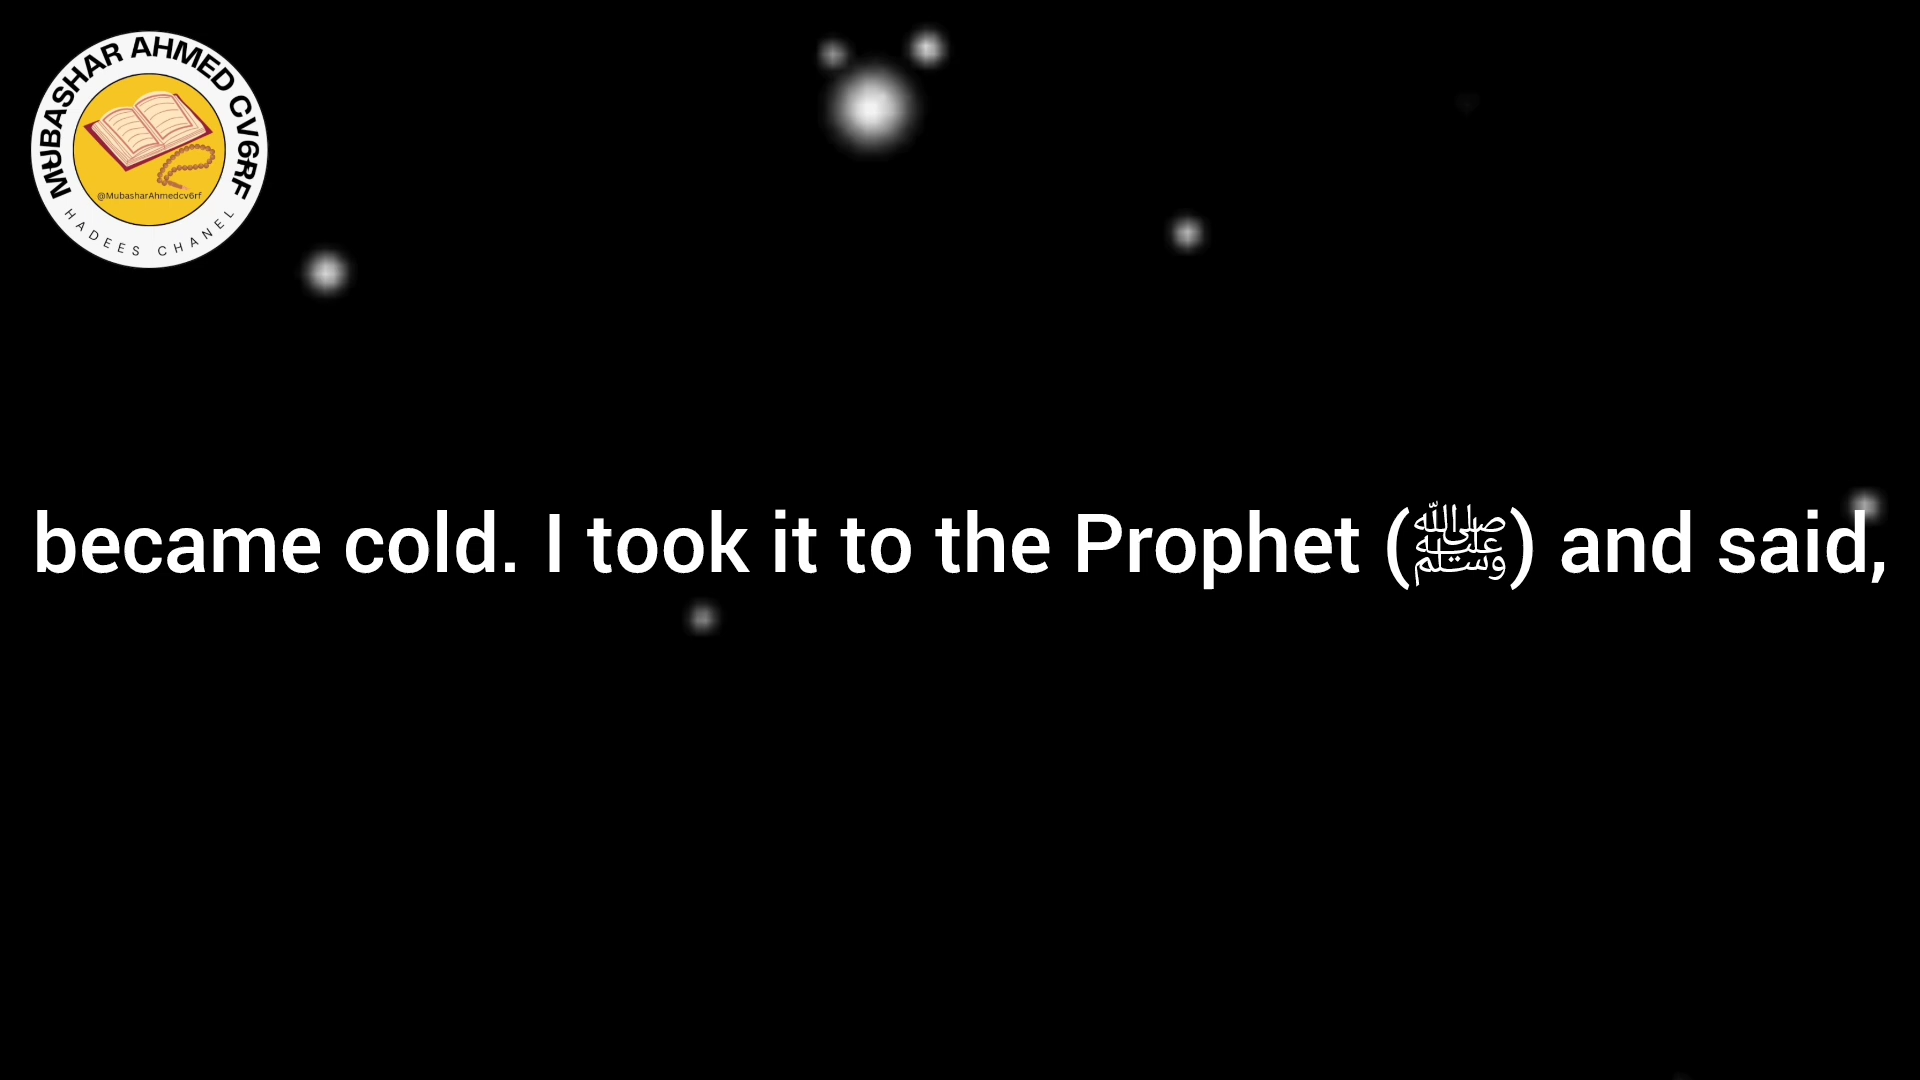 MUBASHAR AHMED CV6RF
@MubasharAhmedcv6rf
HADEES CHANEL
became cold. I took it to the Prophet (ﷺ) and said,